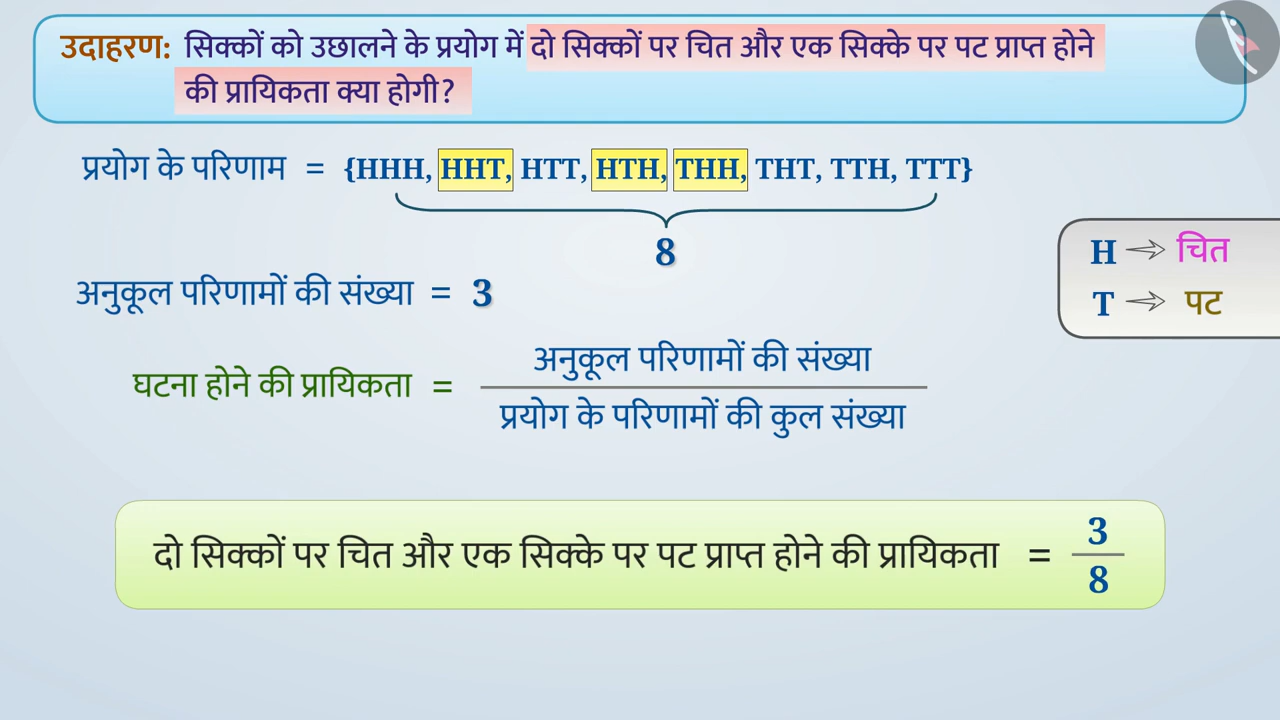 उदाहरण: सिक्कों को उछालने के प्रयोग में दो सिक्कों पर चित और एक सिक्के पर पट प्राप्त होने
की प्रायिकता क्या होगी?
प्रयोग के परिणाम = {HHH, HHT, HTT, HTH, THH, THT, TTH, TTT}
8
H ⇨ चित
T ⇨ पट
अनुकूल परिणामों की संख्या = 3
घटना होने की प्रायिकता = अनुकूल परिणामों की संख्या
प्रयोग के परिणामों की कुल संख्या
दो सिक्कों पर चित और एक सिक्के पर पट प्राप्त होने की प्रायिकता = 3
8